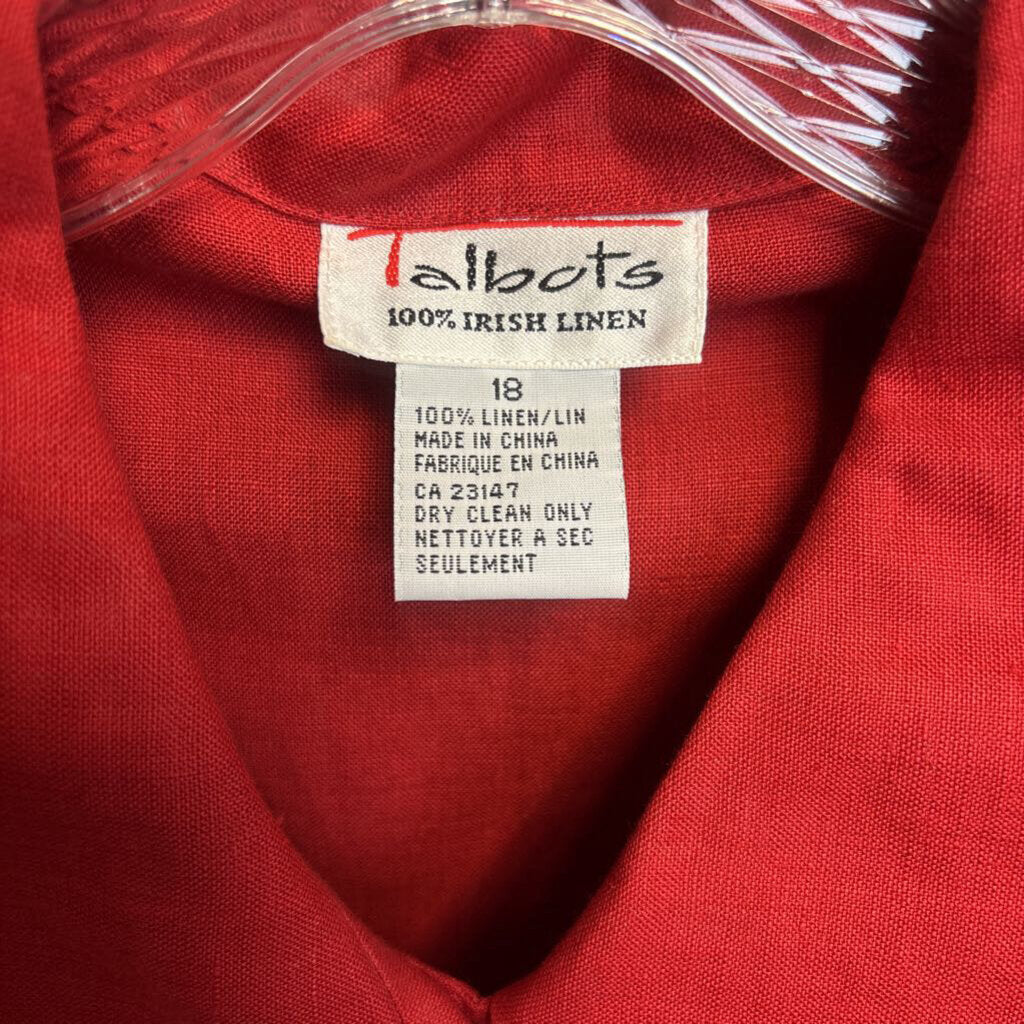 Talbots
100% IRISH LINEN
18
100% LINEN/LIN
MADE IN CHINA
FABRIQUE EN CHINA
CA 23147
DRY CLEAN ONLY
NETTOYER A SEC
SEULEMENT